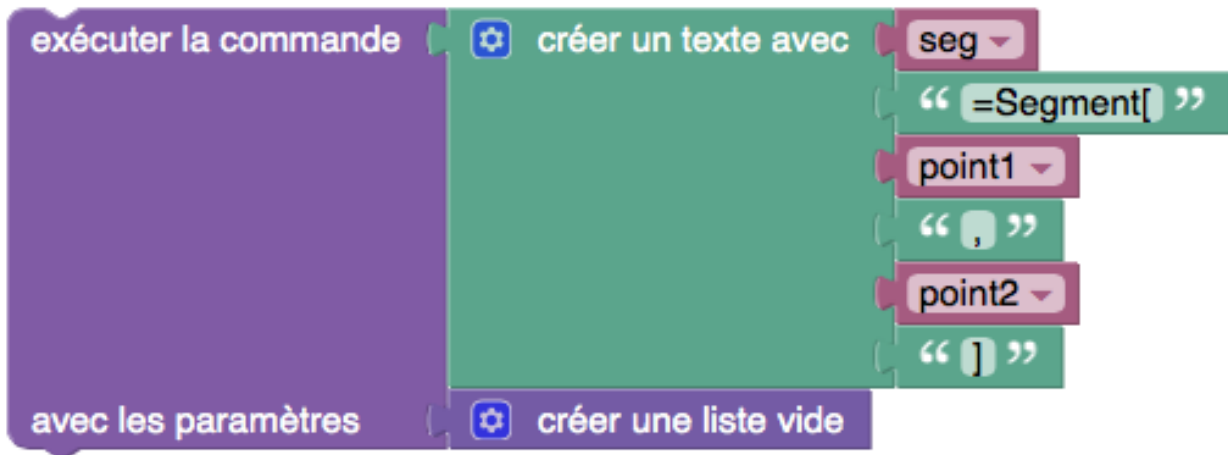 exécuter la commande créer un texte avec seg
“ =Segment[ ”
point1
“ , ”
point2
“ ] ”
avec les paramètres créer une liste vide